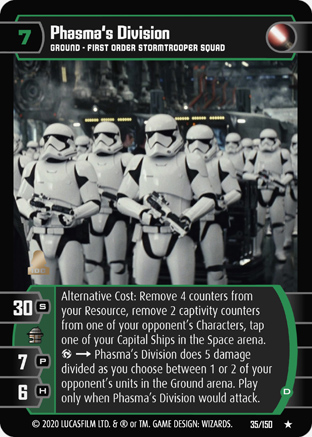 7
Phasma's Division
GROUND - FIRST ORDER STORMTROOPER SQUAD
30 S
7 P
6 H
Alternative Cost: Remove 4 counters from
your Resource, remove 2 captivity counters
from one of your opponent's Characters, tap
one of your Capital Ships in the Space arena.
Phasma's Division does 5 damage
divided as you choose between 1 or 2 of your
opponent's units in the Ground arena. Play
only when Phasma's Division would attack.
D
© 2020 LUCASFILM LTD. & ® or TM. GAME DESIGN: WIZARDS.
35/150